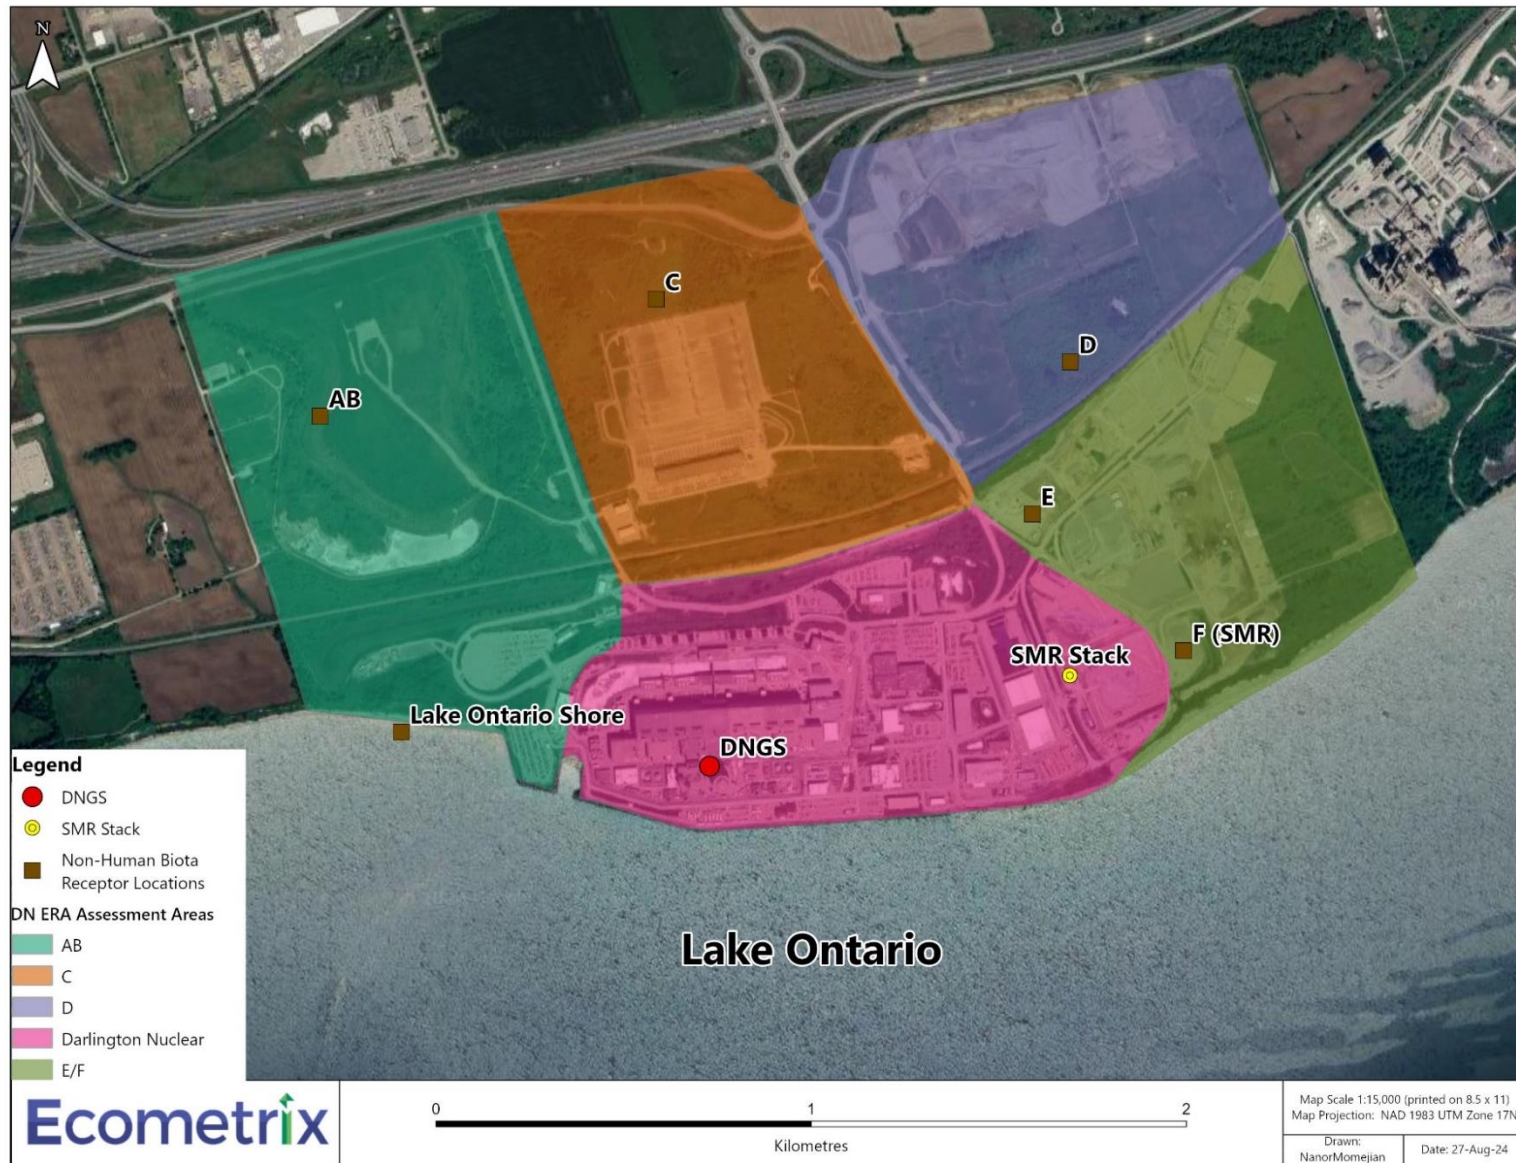 N
C
D
AB
E
F (SMR)
SMR Stack
Lake Ontario Shore
DNGS
Lake Ontario
Legend
DNGS
SMR Stack
Non-Human Biota
Receptor Locations
DN ERA Assessment Areas
AB
C
D
Darlington Nuclear
E/F
Ecometrix
0 1 2
Kilometres
Map Scale 1:15,000 (printed on 8.5 x 11)
Map Projection: NAD 1983 UTM Zone 17N
Drawn:
NanorMomejian
Date: 27-Aug-24